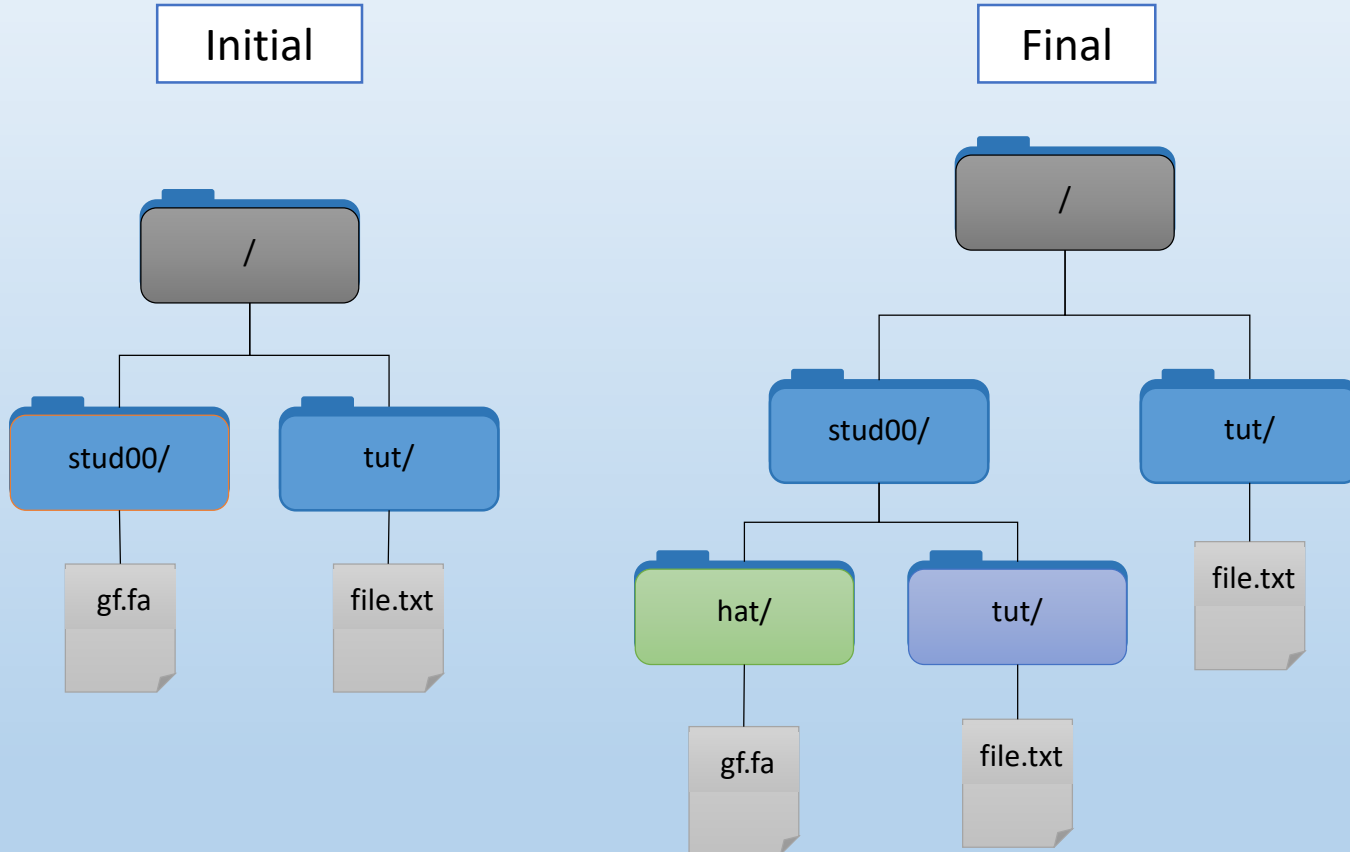 Initial
/
stud00/
tut/
gf.fa
file.txt
Final
/
stud00/
tut/
hat/
tut/
file.txt
gf.fa
file.txt